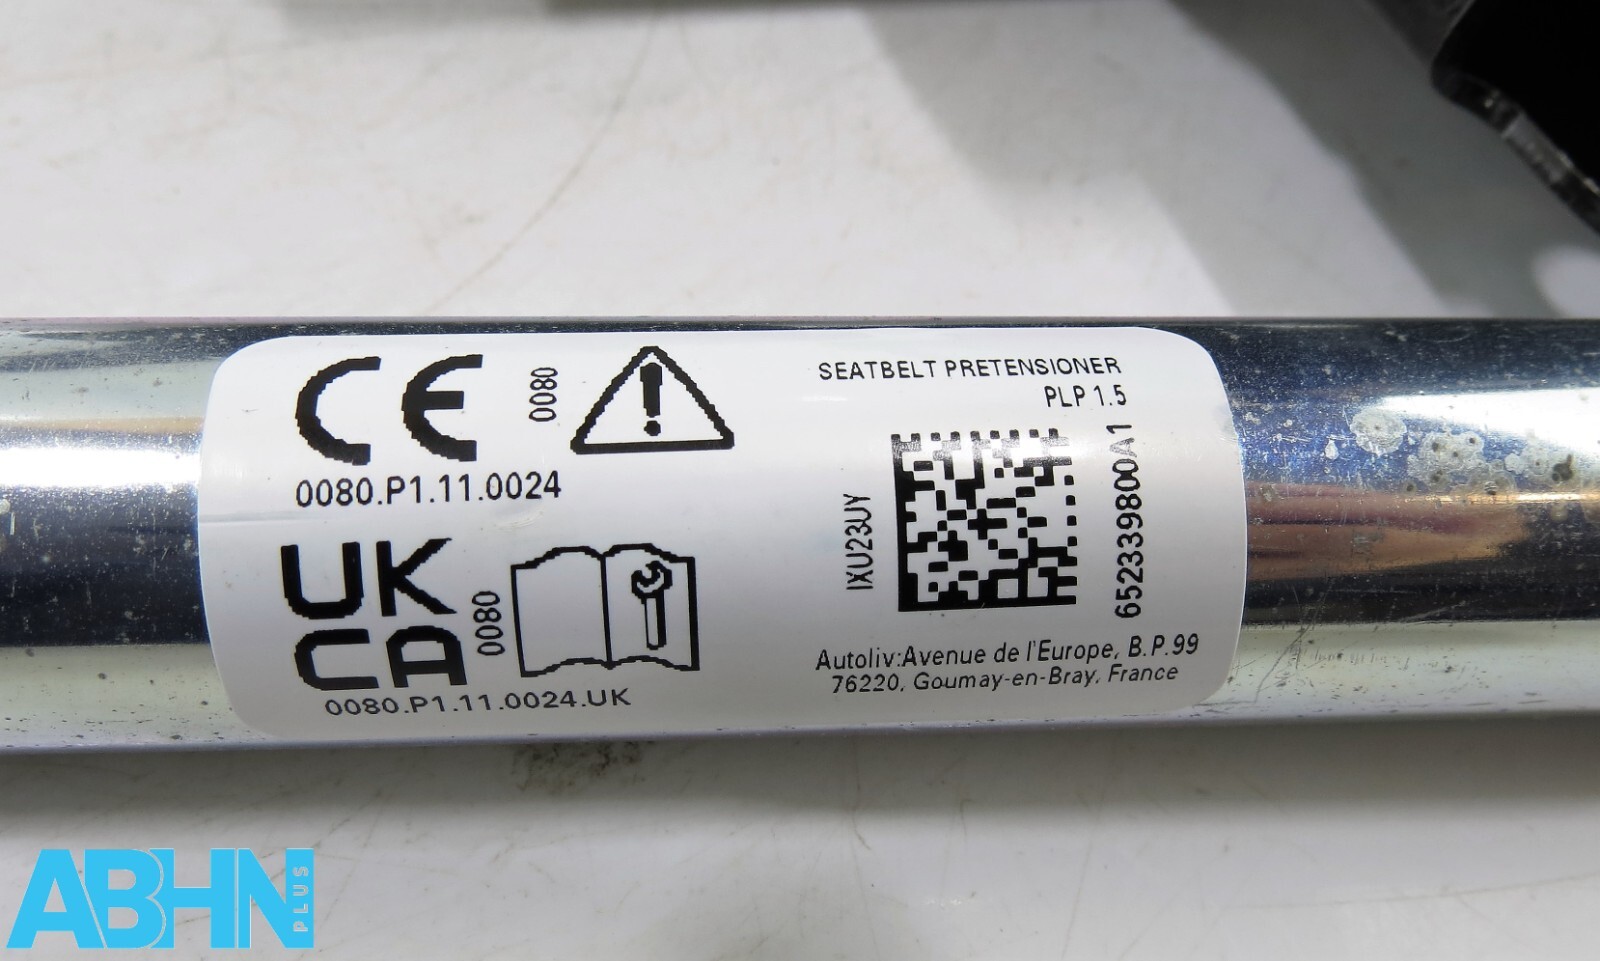 CE
0080
0080.P1.11.0024
UK
CA
0080
0080.P1.11.0024.UK
SEATBELT PRETENSIONER
PLP 1.5
IXU23UY
652339800A1
Autoliv:Avenue de l'Europe, B.P.99
76220, Gournay-en-Bray, France
ABHN
PLUS